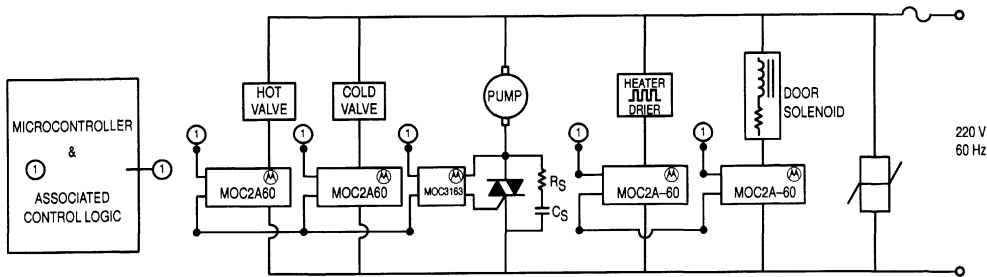 MICROCONTROLLER
&
1
ASSOCIATED
CONTROL LOGIC
1
HOT
VALVE
COLD
VALVE
PUMP
HEATER
DRIER
DOOR
SOLENOID
1
1
1
1
1
M
MOC2A60
M
MOC2A60
M
MOC3163
RS
CS
M
MOC2A–60
M
MOC2A–60
220 V
60 Hz